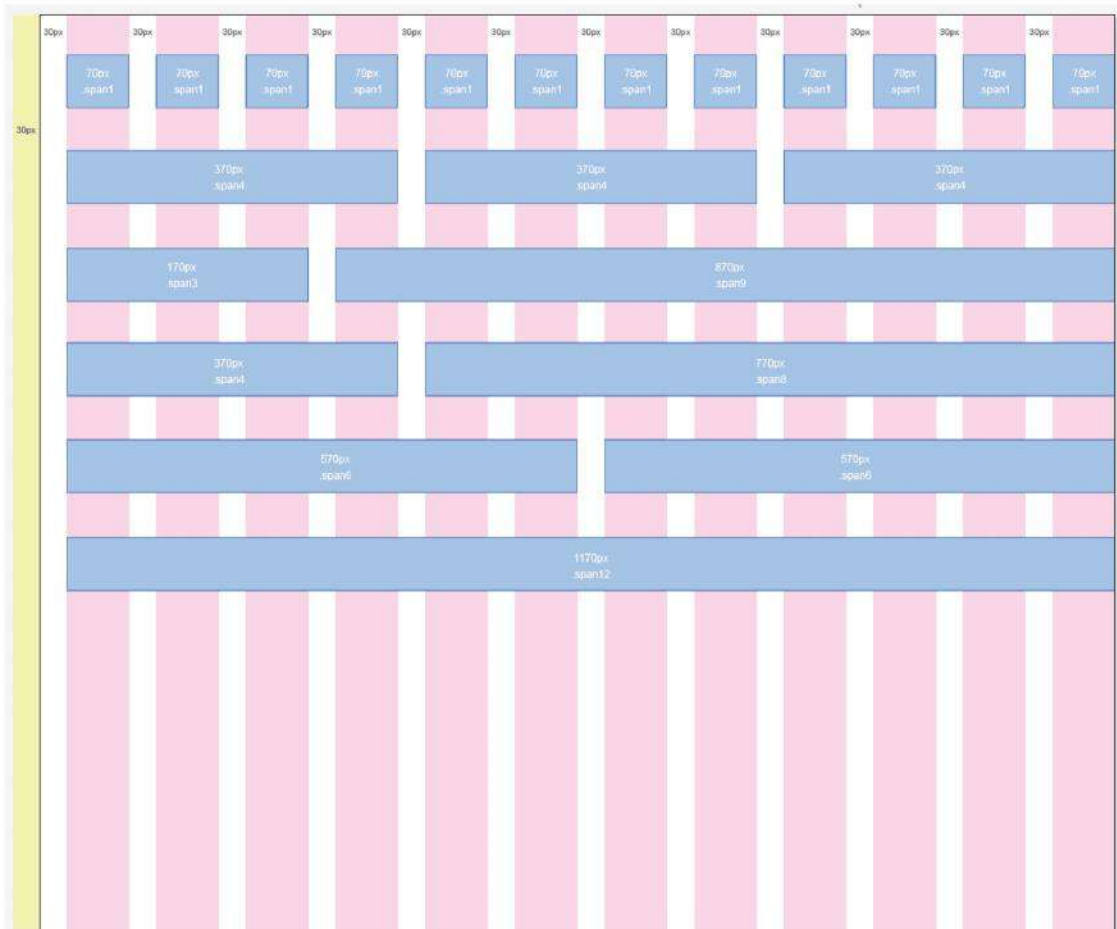 30px 30px 30px 30px 30px 30px 30px 30px 30px 30px 30px 30px
70px 70px 70px 70px 70px 70px 70px 70px 70px 70px 70px 70px
.span1 .span1 .span1 .span1 .span1 .span1 .span1 .span1 .span1 .span1 .span1 .span1
30px
370px 370px 370px
.span4 .span4 .span4
170px 870px
.span3 .span9
370px 770px
.span4 .span8
570px 570px
.span6 .span6
1170px
.span12